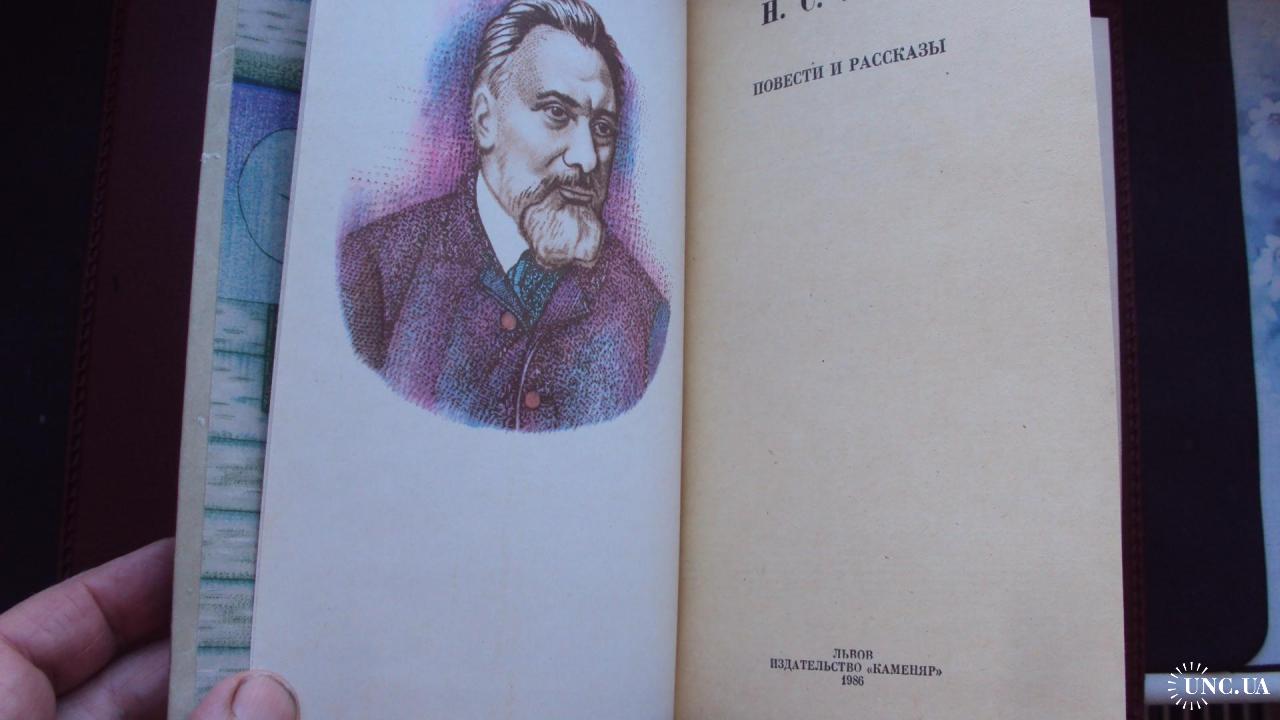 Н. С.
ПОВЕСТИ И РАССКАЗЫ
ЛЬВОВ
ИЗДАТЕЛЬСТВО «КАМЕНЯР»
1986
UNC.UA